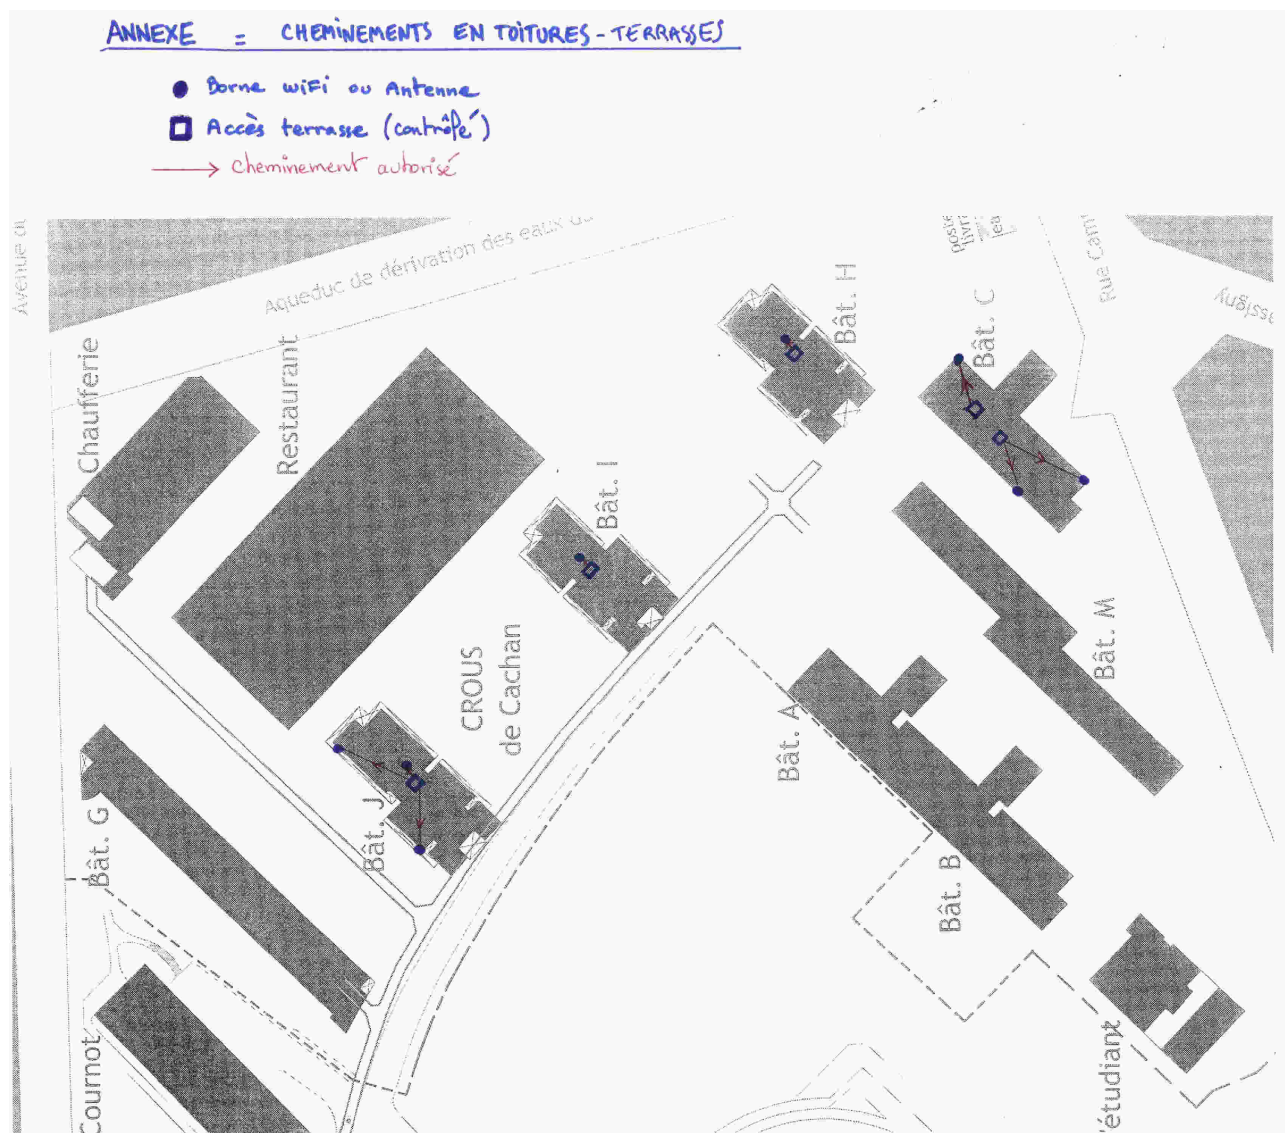 ANNEXE = CHEMINEMENTS EN TOITURES-TERRASSES
Borne wiFi ou Antenne
Accès terrasse (contrôlé)
cheminement autorisé
Avenue
Aqueduc de dérivation des eaux
Rue Cam
Chaufferie
Restaurant
Bât. H
Bât. C
Bât. I
CROUS
de Cachan
Bât. M
Bât. A
Bât. J
Bât. G
Bât. B
Cournot
l'étudiant